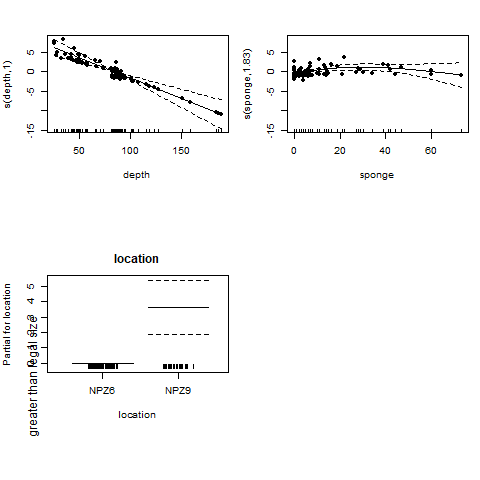 s(depth,1)
5
0
-5
-15
50
100
150
depth
s(sponge,1.83)
5
0
-5
-15
0
20
40
60
sponge
location
Partial for location
greater than legal size
5
4
3
2
1
0
NPZ6
NPZ9
location